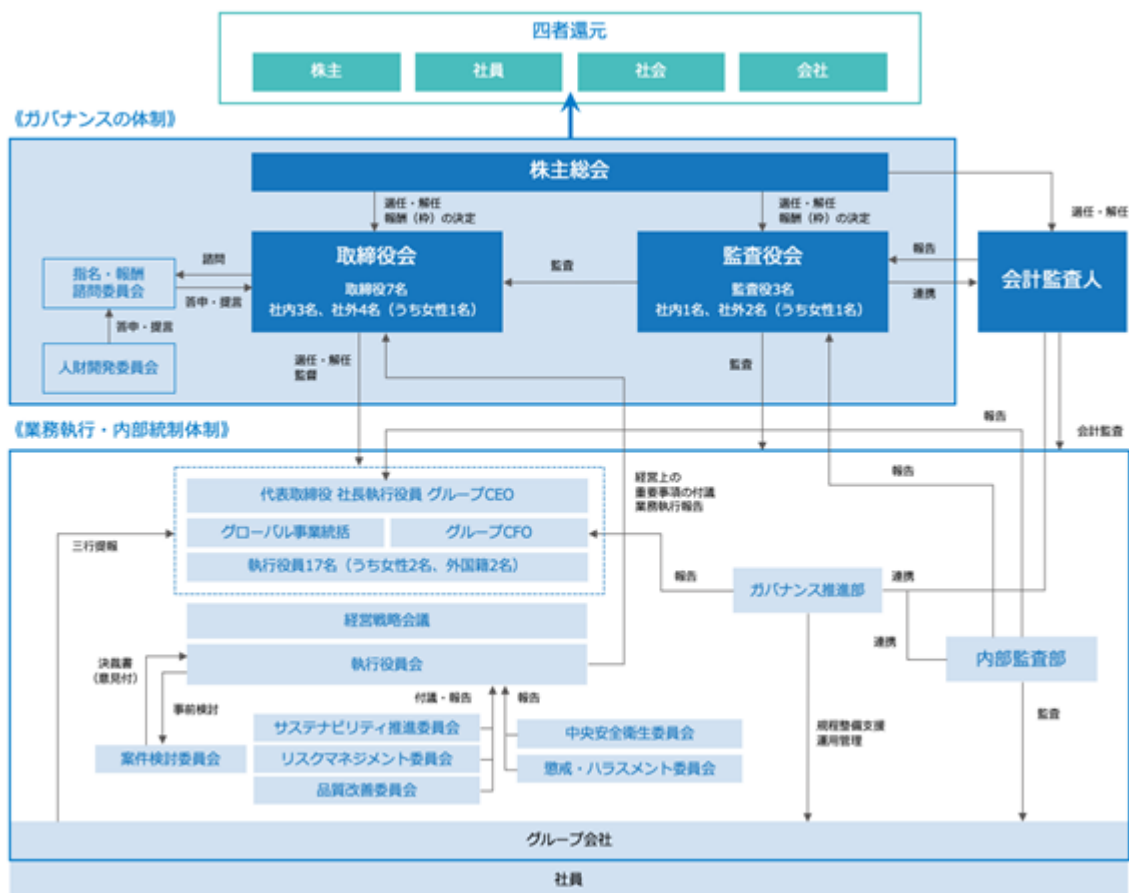 四者還元
株主
社員
社会
会社
《ガバナンスの体制》
株主総会
選任・解任
報酬（枠）の決定
選任・解任
報酬（枠）の決定
選任・解任
取締役会
取締役7名
社内3名、社外4名（うち女性1名）
監査
監査役会
監査役3名
社内1名、社外2名（うち女性1名）
報告
連携
会計監査人
諮問
指名・報酬
諮問委員会
答申・提言
答申・提言
人財開発委員会
選任・解任
監督
監査
《業務執行・内部統制体制》
報告
会計監査
報告
経営上の
重要事項の付議
業務執行報告
代表取締役 社長執行役員 グループCEO
グローバル事業統括
グループCFO
執行役員17名（うち女性2名、外国籍2名）
三行提報
報告
ガバナンス推進部
連携
連携
内部監査部
経営戦略会議
執行役員会
決裁書
（意見付）
事前検討
案件検討委員会
付議・報告
報告
サステナビリティ推進委員会
リスクマネジメント委員会
品質改善委員会
中央安全衛生委員会
懲戒・ハラスメント委員会
規程整備支援
運用管理
監査
グループ会社
社員